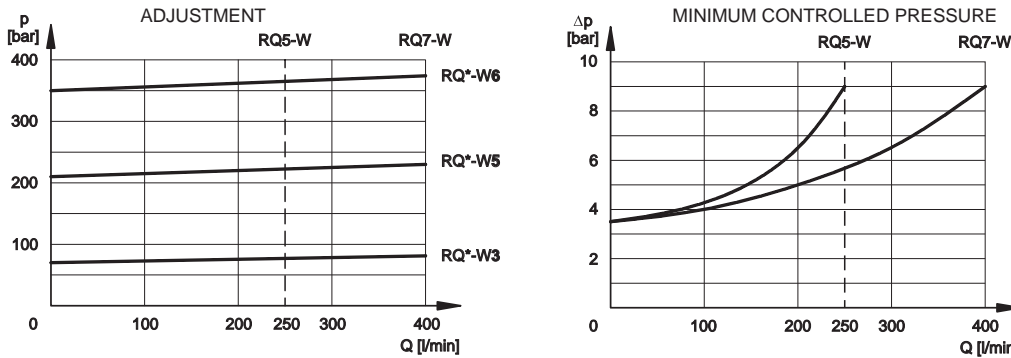 ADJUSTMENT
p
[bar]
RQ5-W
RQ7-W
400
RQ*-W6
300
RQ*-W5
200
100
RQ*-W3
0
100
200
250
300
400
Q [l/min]
MINIMUM CONTROLLED PRESSURE
Δp
[bar]
RQ5-W
RQ7-W
10
8
6
4
2
0
100
200
250
300
400
Q [l/min